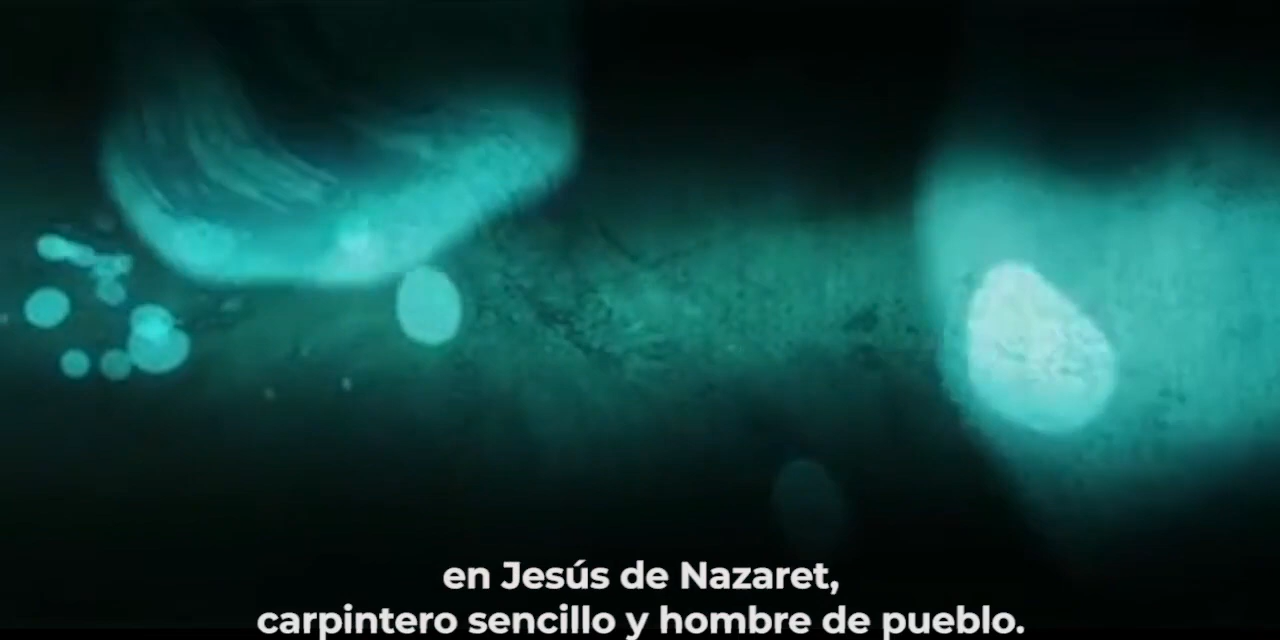 en Jesús de Nazaret,
carpintero sencillo y hombre de pueblo.